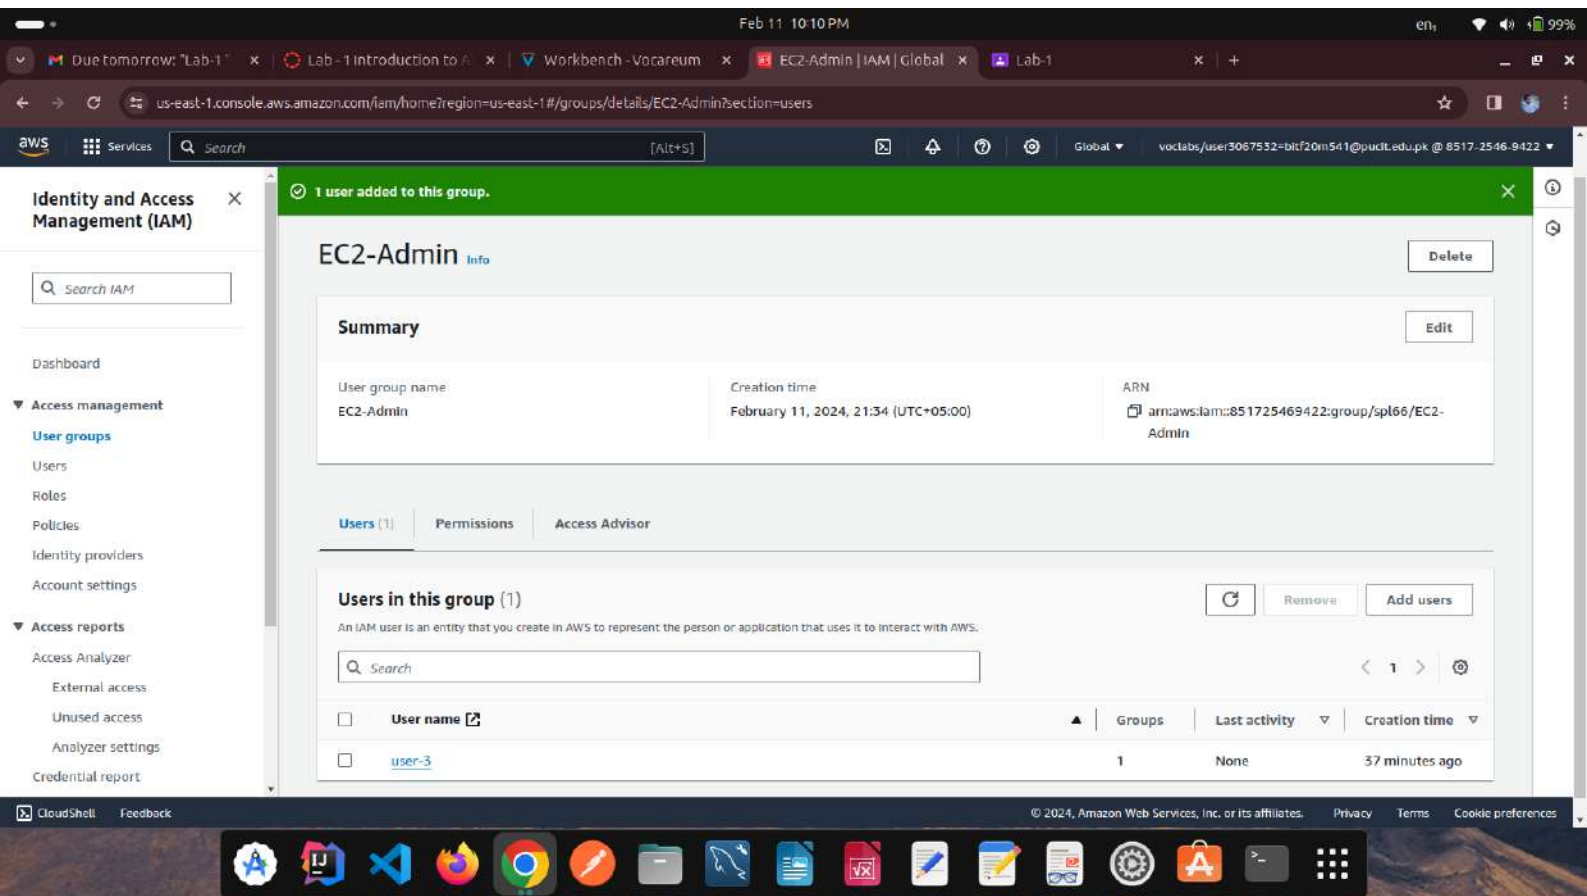 Feb 11 10:10 PM
en₁
99%
Due tomorrow: "Lab-1"
Lab - 1 Introduction to A
Workbench - Vocareum
EC2-Admin | IAM | Global
Lab-1
us-east-1.console.aws.amazon.com/iam/home?region=us-east-1#/groups/details/EC2-Admin?section=users
aws
Services
Search
[Alt+S]
Global
voclabs/user3067532=bitf20m541@pucit.edu.pk @ 8517-2546-9422
Identity and Access
Management (IAM)
Search IAM
Dashboard
Access management
User groups
Users
Roles
Policies
Identity providers
Account settings
Access reports
Access Analyzer
External access
Unused access
Analyzer settings
Credential report
1 user added to this group.
EC2-Admin Info
Delete
Summary
Edit
User group name
EC2-Admin
Creation time
February 11, 2024, 21:34 (UTC+05:00)
ARN
arn:aws:iam::851725469422:group/spl66/EC2-
Admin
Users (1)
Permissions
Access Advisor
Users in this group (1)
Remove
Add users
An IAM user is an entity that you create in AWS to represent the person or application that uses it to interact with AWS.
Search
1
User name
Groups
Last activity
Creation time
user-3
1
None
37 minutes ago
CloudShell
Feedback
© 2024, Amazon Web Services, Inc. or its affiliates.
Privacy
Terms
Cookie preferences